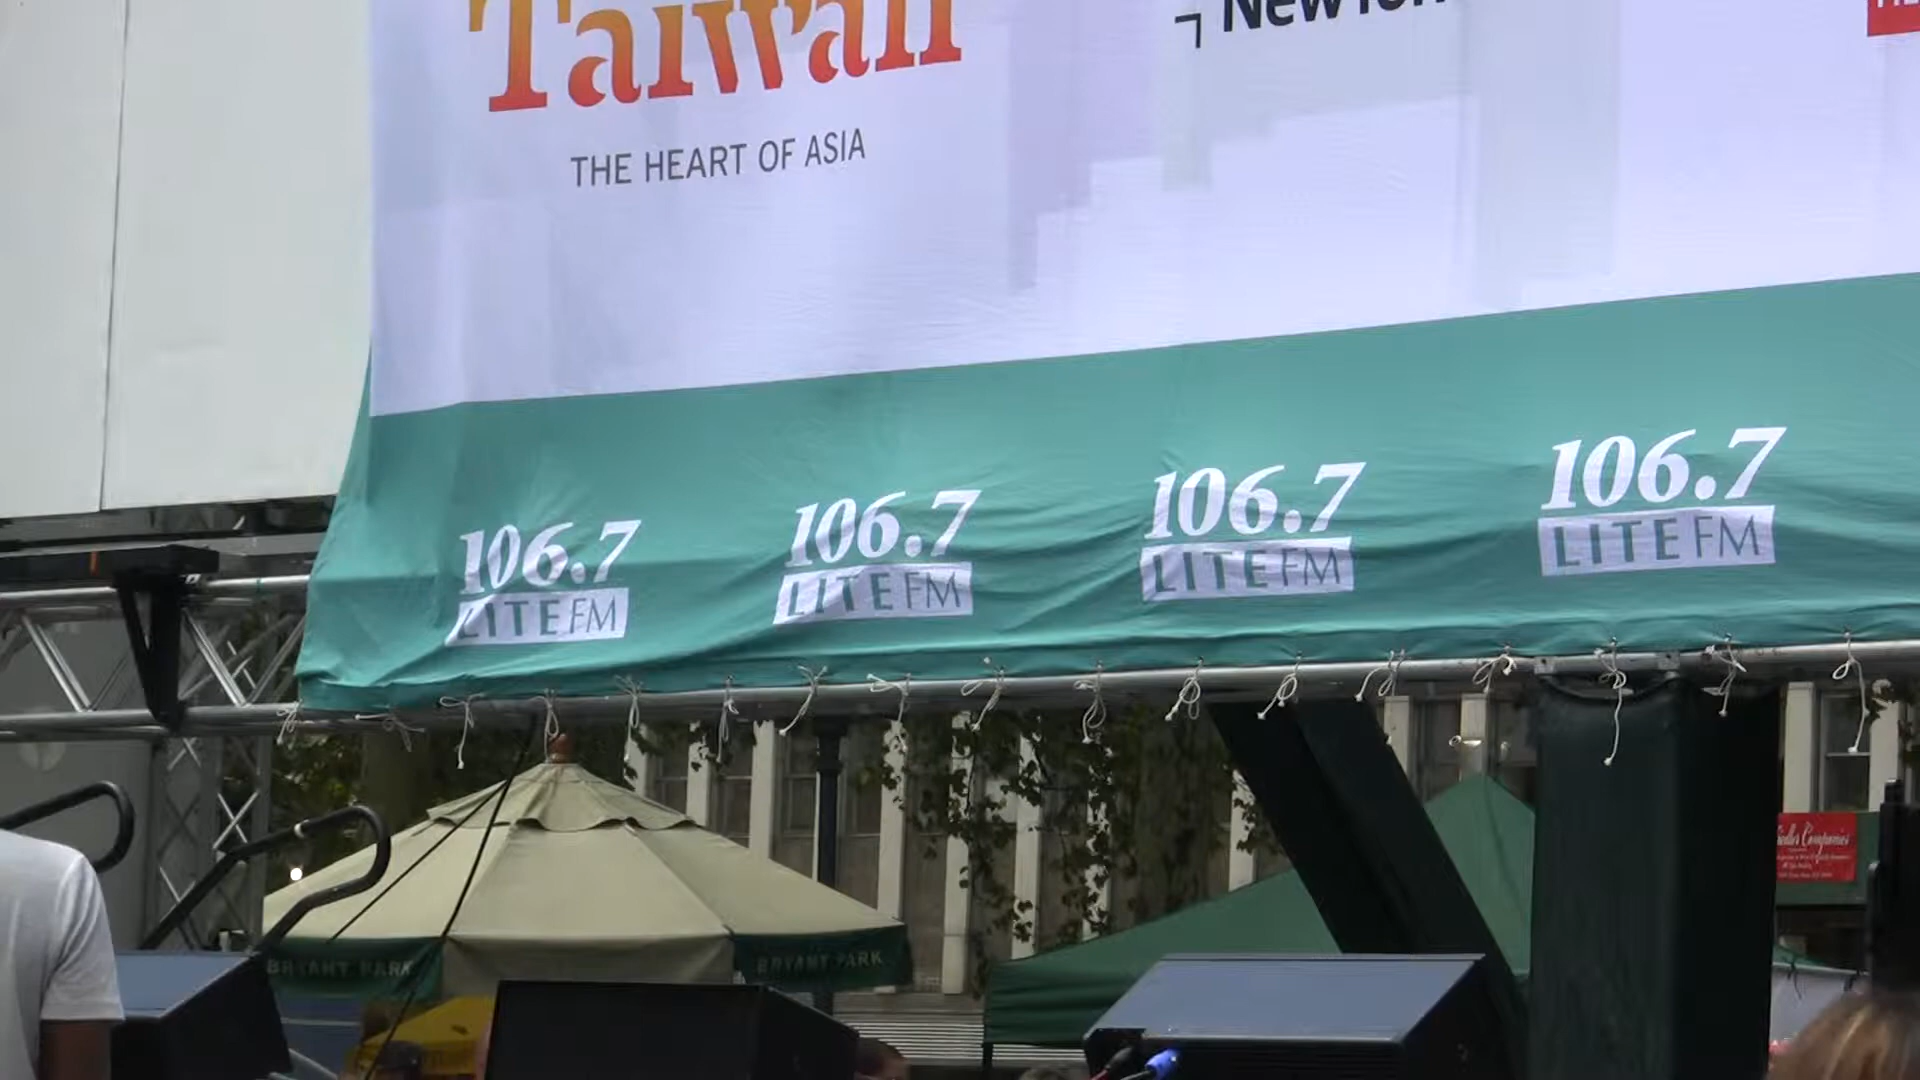 Taiwan
THE HEART OF ASIA
106.7
LITE FM
106.7
LITE FM
106.7
LITE FM
106.7
LITE FM
BRYANT PARK
BRYANT PARK